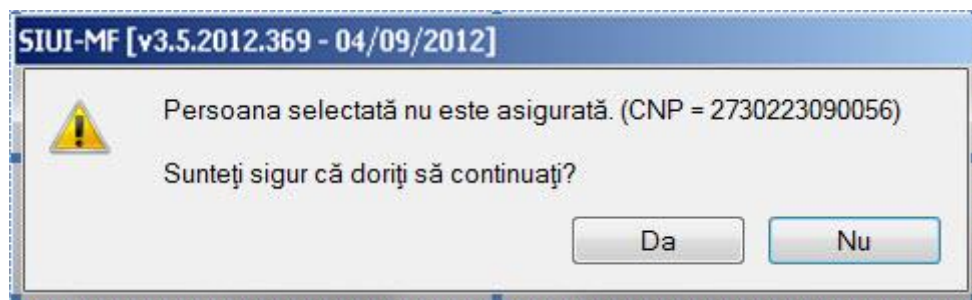 SIUI-MF [v3.5.2012.369 - 04/09/2012]
Persoana selectată nu este asigurată. (CNP = 2730223090056)
Sunteţi sigur că doriţi să continuaţi?
Da Nu